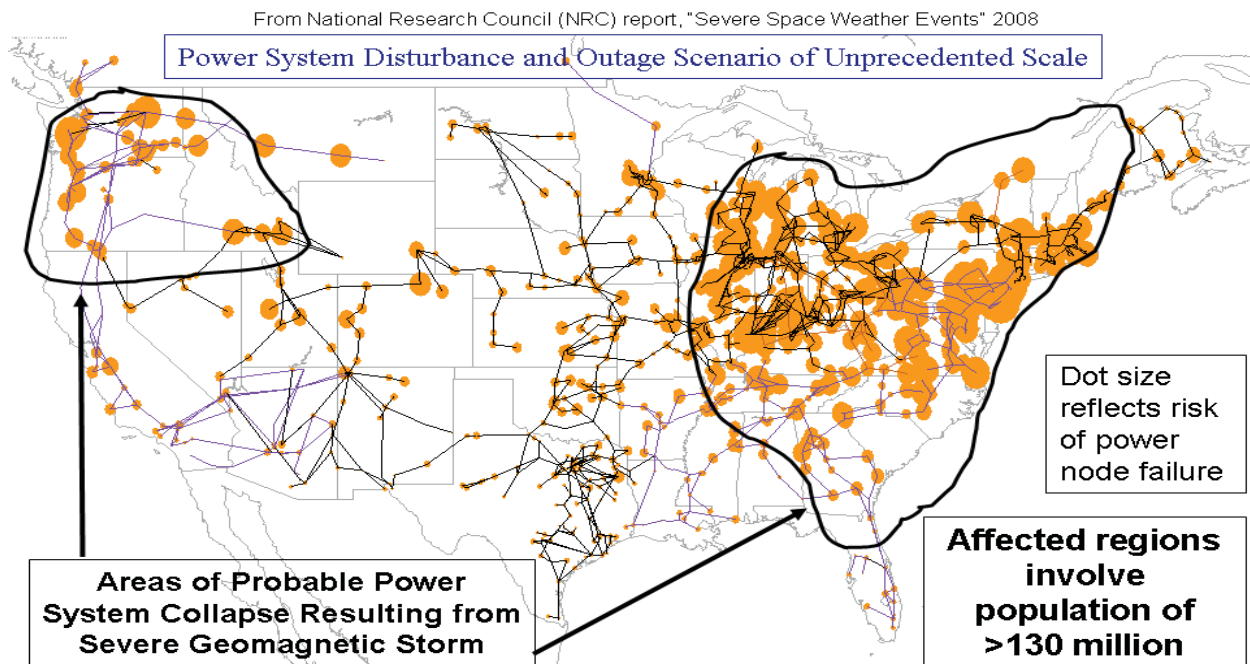 From National Research Council (NRC) report, "Severe Space Weather Events" 2008
Power System Disturbance and Outage Scenario of Unprecedented Scale
Dot size
reflects risk
of power
node failure
Areas of Probable Power
System Collapse Resulting from
Severe Geomagnetic Storm
Affected regions
involve
population of
>130 million